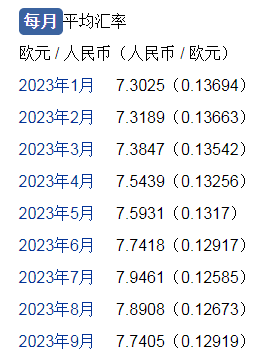 每月平均汇率
欧元 / 人民币（人民币 / 欧元）
2023年1月 7.3025（0.13694）
2023年2月 7.3189（0.13663）
2023年3月 7.3847（0.13542）
2023年4月 7.5439（0.13256）
2023年5月 7.5931（0.1317）
2023年6月 7.7418（0.12917）
2023年7月 7.9461（0.12585）
2023年8月 7.8908（0.12673）
2023年9月 7.7405（0.12919）